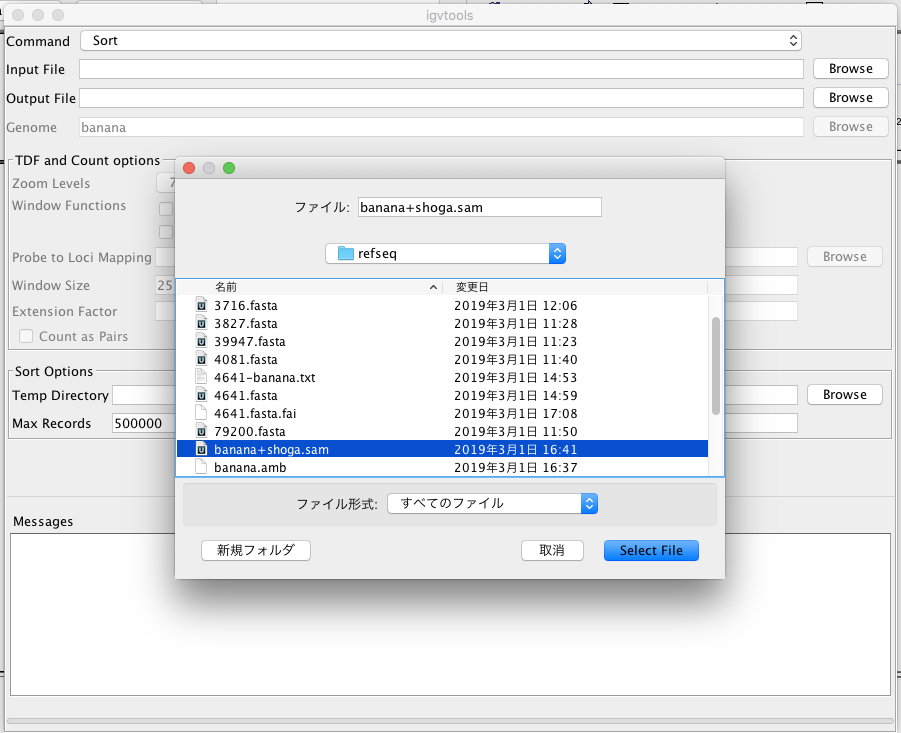 igvtools
Command Sort
Input File Browse
Output File Browse
Genome banana Browse
TDF and Count options
Zoom Levels 7
Window Functions
Probe to Loci Mapping Browse
Window Size 25
Extension Factor
Count as Pairs
Sort Options
Temp Directory Browse
Max Records 500000
Messages
ファイル: banana+shoga.sam
refseq
名前 変更日
3716.fasta 2019年3月1日 12:06
3827.fasta 2019年3月1日 11:28
39947.fasta 2019年3月1日 11:23
4081.fasta 2019年3月1日 11:40
4641-banana.txt 2019年3月1日 14:53
4641.fasta 2019年3月1日 14:59
4641.fasta.fai 2019年3月1日 17:08
79200.fasta 2019年3月1日 11:50
banana+shoga.sam 2019年3月1日 16:41
banana.amb 2019年3月1日 16:37
ファイル形式: すべてのファイル
新規フォルダ 取消 Select File